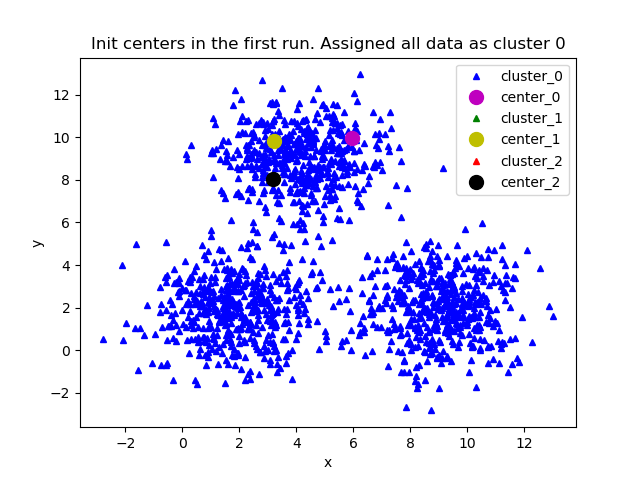 Init centers in the first run. Assigned all data as cluster 0
cluster_0
center_0
cluster_1
center_1
cluster_2
center_2
12
10
8
6
4
2
0
−2
y
−2 0 2 4 6 8 10 12
x